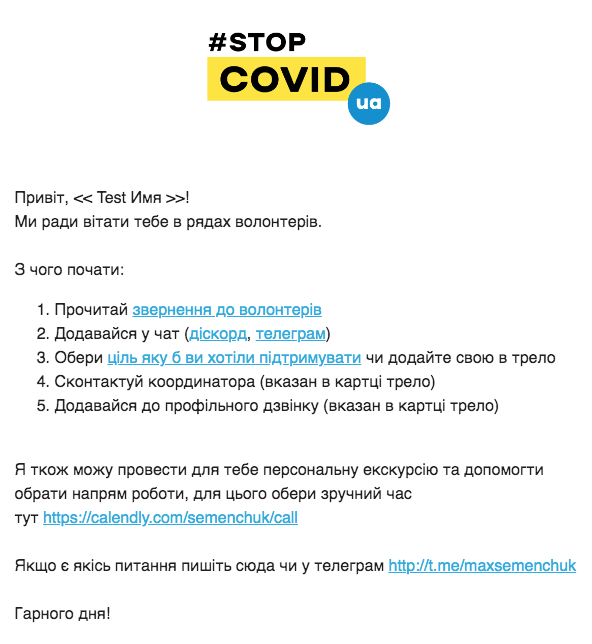 #STOP
COVID
ua
Привіт, << Test Имя >>!
Ми ради вітати тебе в рядах волонтерів.
З чого почати:
1. Прочитай звернення до волонтерів
2. Додавайся у чат (діскорд, телеграм)
3. Обери ціль яку б ви хотіли підтримувати чи додайте свою в трело
4. Сконтактуй координатора (вказан в картці трело)
5. Додавайся до профільного дзвінку (вказан в картці трело)
Я ткож можу провести для тебе персональну екскурсію та допомогти
обрати напрям роботи, для цього обери зручний час
тут https://calendly.com/semenchuk/call
Якщо є якісь питання пишіть сюда чи у телеграм http://t.me/maxsemenchuk
Гарного дня!